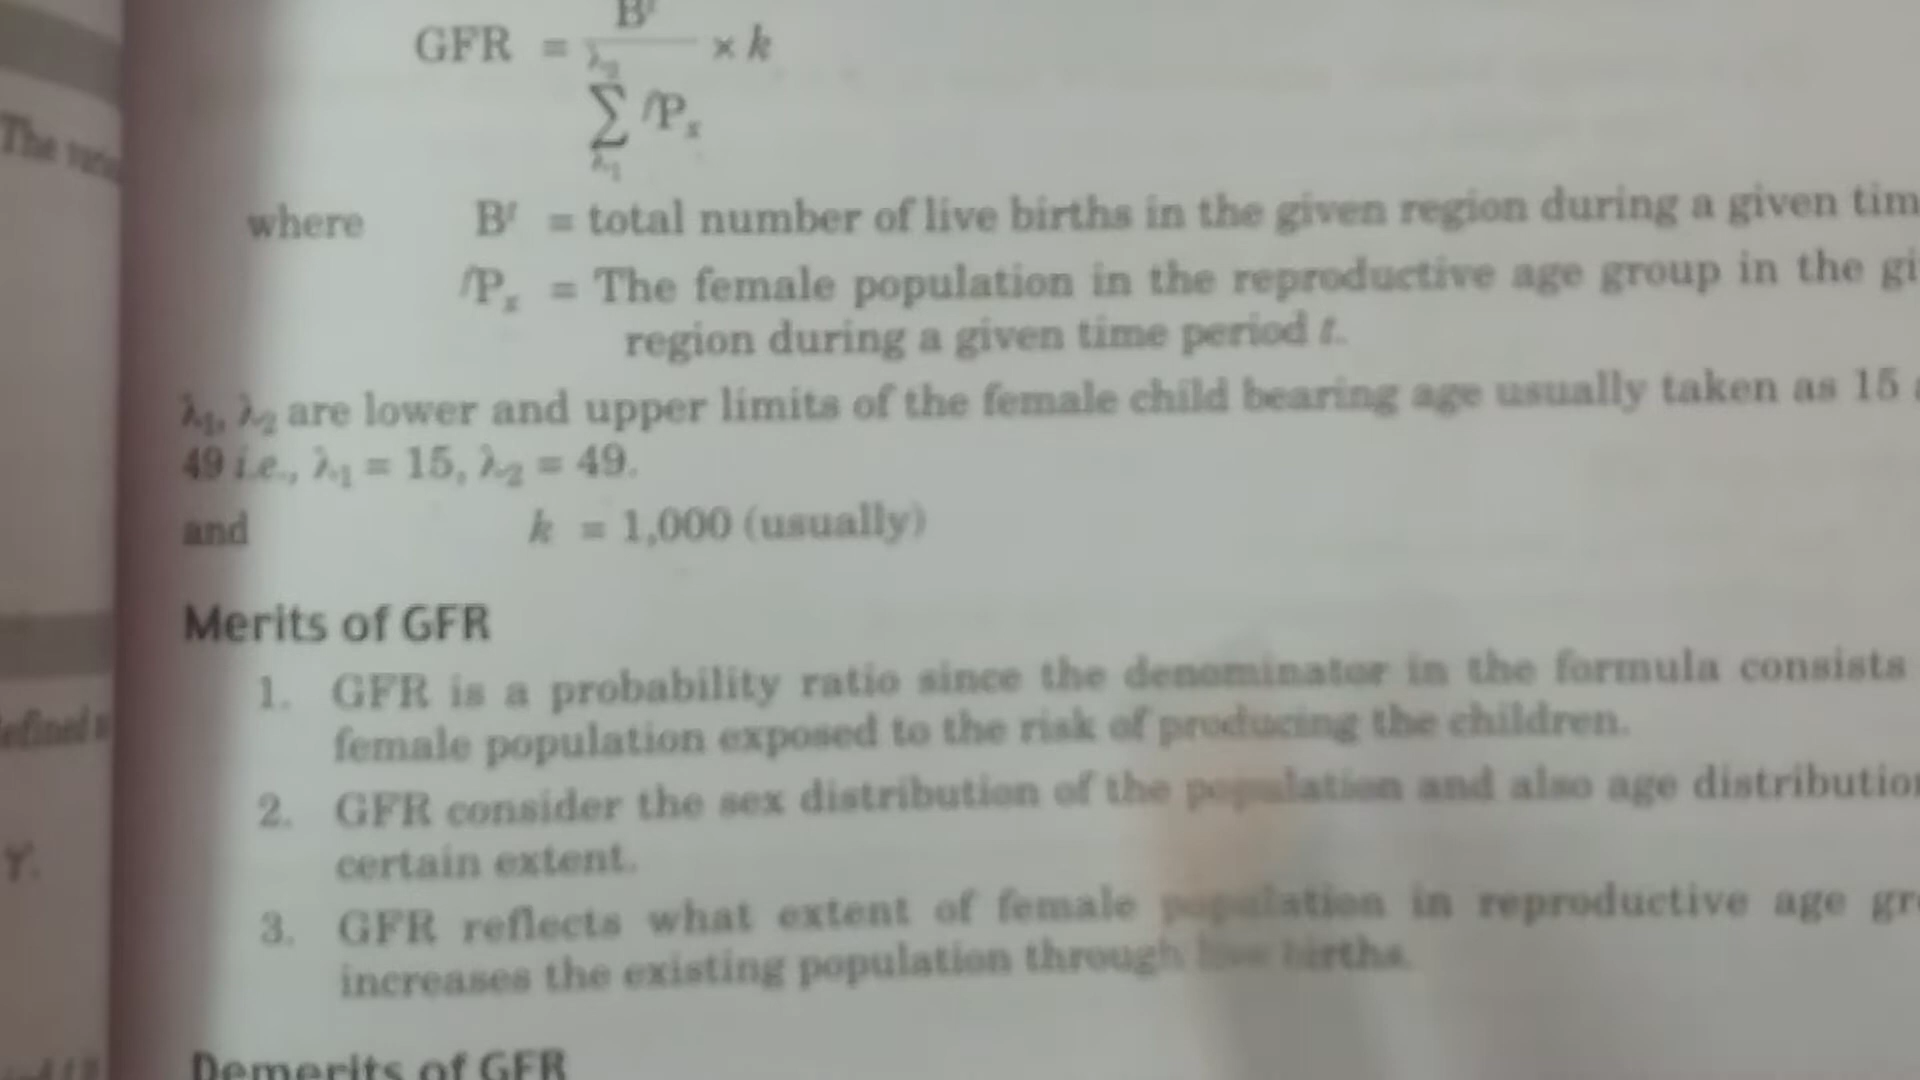 GFR = Bᵗ / ∑ ᶠPₓ × k
λ₂
λ₁
The
where Bᵗ = total number of live births in the given region during a given tim
ᶠPₓ = The female population in the reproductive age group in the gi
region during a given time period t.
λ₁, λ₂ are lower and upper limits of the female child bearing age usually taken as 15
49 i.e., λ₁ = 15, λ₂ = 49.
and k = 1,000 (usually)
Merits of GFR
1. GFR is a probability ratio since the denominator in the formula consists
female population exposed to the risk of producing the children.
2. GFR consider the sex distribution of the population and also age distribution
certain extent.
3. GFR reflects what extent of female population in reproductive age gr
increases the existing population through births.
Demerits of GFR
Y.